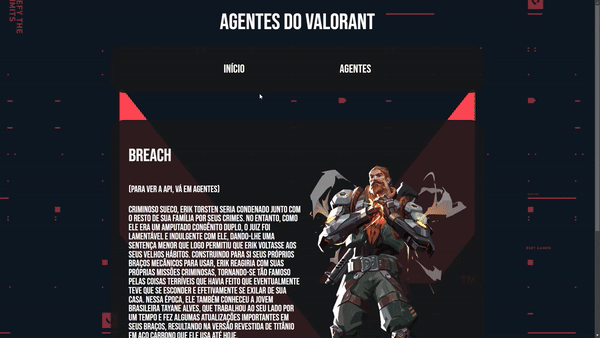 EFY THE
IMITS
AGENTES DO VALORANT
INÍCIO
AGENTES
BREACH
(PARA VER A API, VÁ EM AGENTES)
CRIMINOSO SUECO, ERIK TORSTEN SERIA CONDENADO JUNTO COM
O RESTO DE SUA FAMÍLIA POR SEUS CRIMES. NO ENTANTO, COMO
ELE ERA UM AMPUTADO CONGÊNITO DUPLO, O JUIZ FOI
LAMENTÁVEL E INDULGENTE COM ELE, DANDO-LHE UMA
SENTENÇA MENOR QUE LOGO PERMITIU QUE ERIK VOLTASSE AOS
SEUS VELHOS HÁBITOS. CONSTRUINDO PARA SI SEUS PRÓPRIOS
BRAÇOS MECÂNICOS PARA USAR, ERIK REAGIRIA COM SUAS
PRÓPRIAS MISSÕES CRIMINOSAS, TORNANDO-SE TÃO FAMOSO
PELAS COISAS TERRÍVEIS QUE HAVIA FEITO QUE EVENTUALMENTE
TEVE QUE SE ESCONDER E EFETIVAMENTE SE EXILAR DE SUA
CASA. NESSA ÉPOCA, ELE TAMBÉM CONHECEU A JOVEM
BRASILEIRA TAYANE ALVES, QUE TRABALHOU AO SEU LADO POR
UM TEMPO E FEZ ALGUMAS ATUALIZAÇÕES IMPORTANTES EM
SEUS BRAÇOS, RESULTANDO NA VERSÃO REVESTIDA DE TITÂNIO
EM AÇO CARBONO QUE ELE USA ATÉ HOJE.